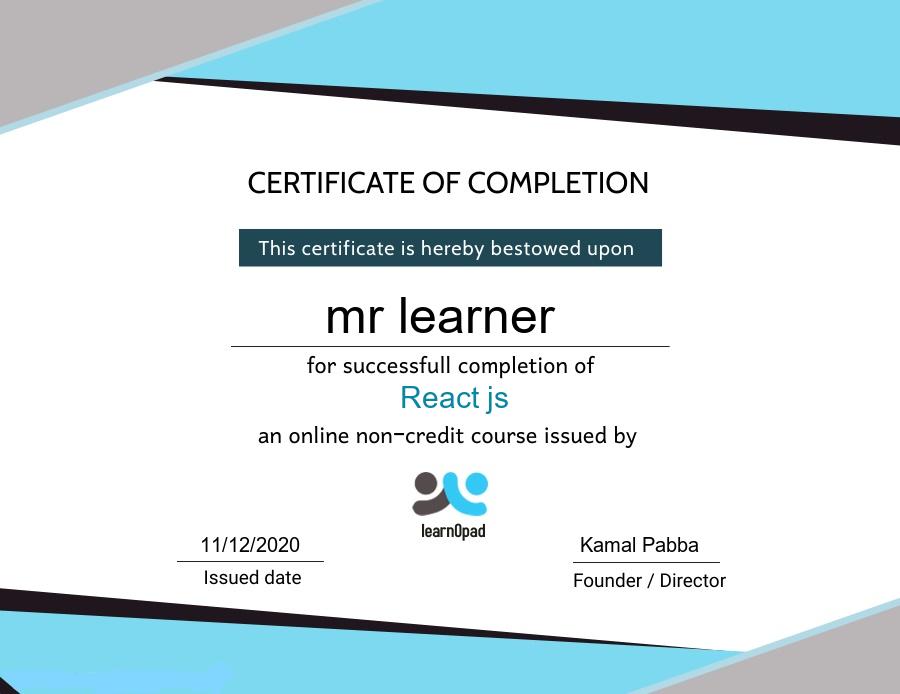 CERTIFICATE OF COMPLETION
This certificate is hereby bestowed upon
mr learner
for successfull completion of
React js
an online non-credit course issued by
learnOpad
11/12/2020
Issued date
Kamal Pabba
Founder / Director